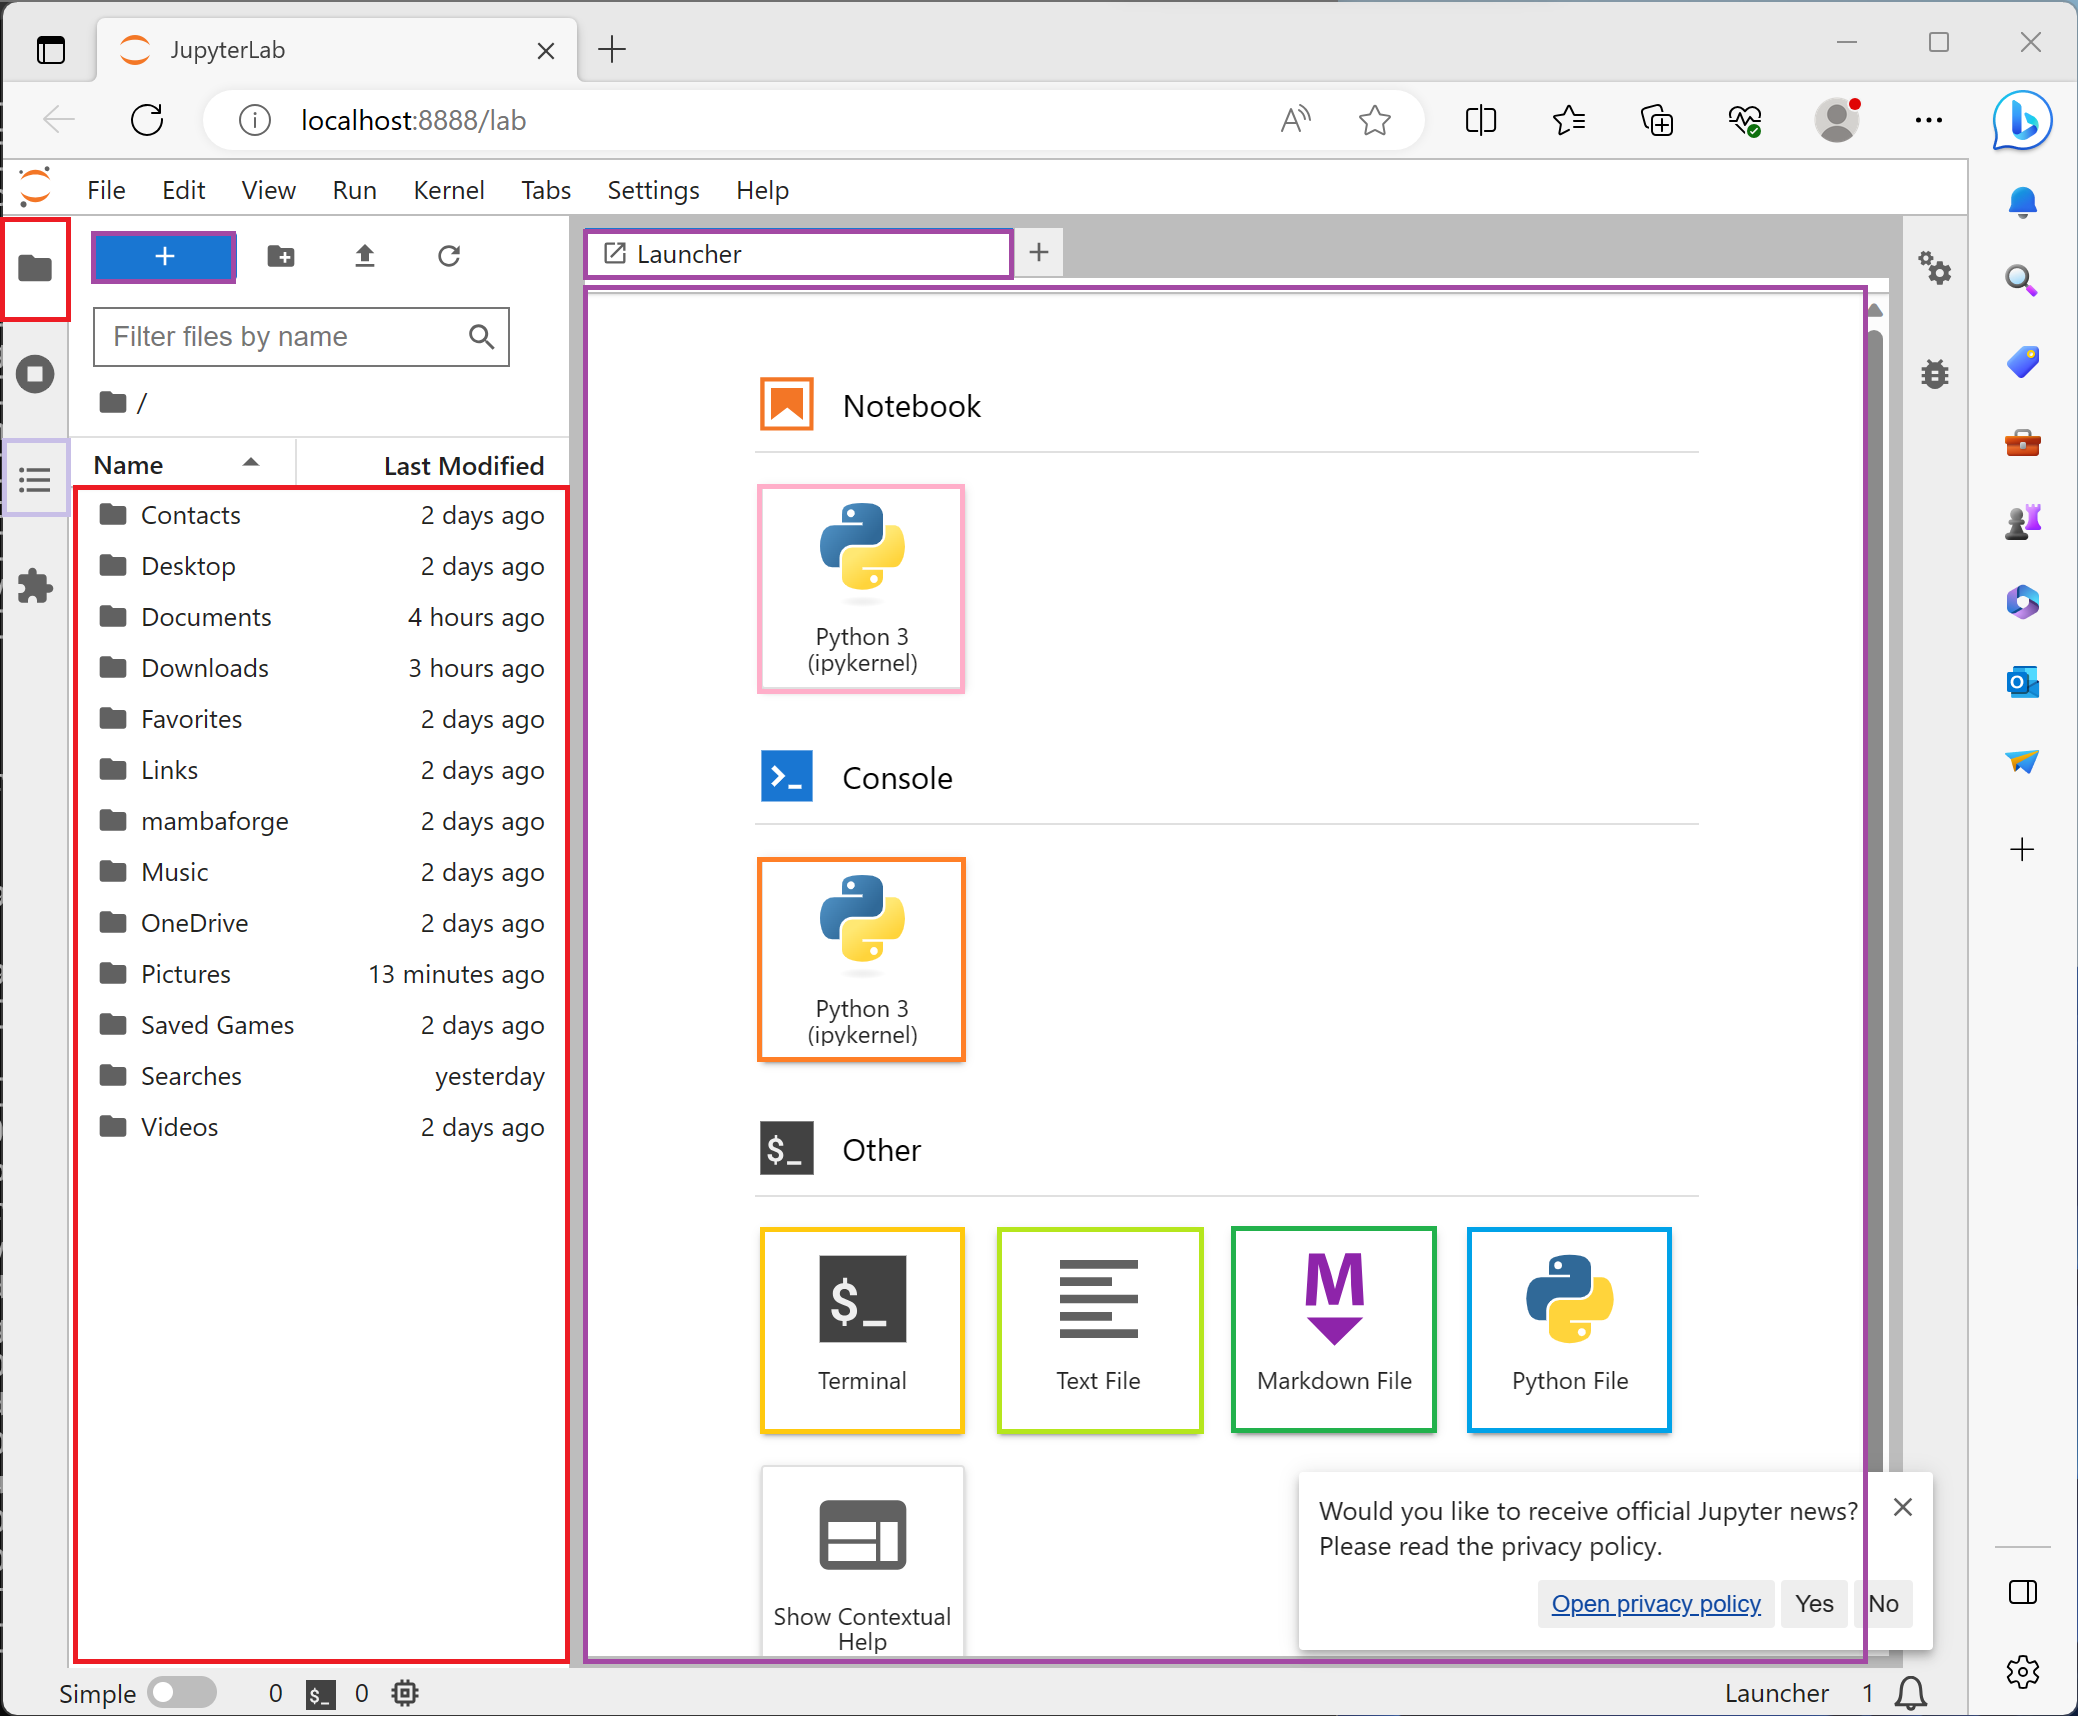 JupyterLab
localhost:8888/lab
File Edit View Run Kernel Tabs Settings Help
+
Filter files by name
/
Name Last Modified
Contacts 2 days ago
Desktop 2 days ago
Documents 4 hours ago
Downloads 3 hours ago
Favorites 2 days ago
Links 2 days ago
mambaforge 2 days ago
Music 2 days ago
OneDrive 2 days ago
Pictures 13 minutes ago
Saved Games 2 days ago
Searches yesterday
Videos 2 days ago
Launcher
Notebook
Python 3
(ipykernel)
>_ Console
Python 3
(ipykernel)
$_ Other
$_
Terminal
Text File
M
Markdown File
Python File
Show Contextual
Help
Would you like to receive official Jupyter news?
Please read the privacy policy.
Open privacy policy Yes No
Simple 0 $_ 0
Launcher 1